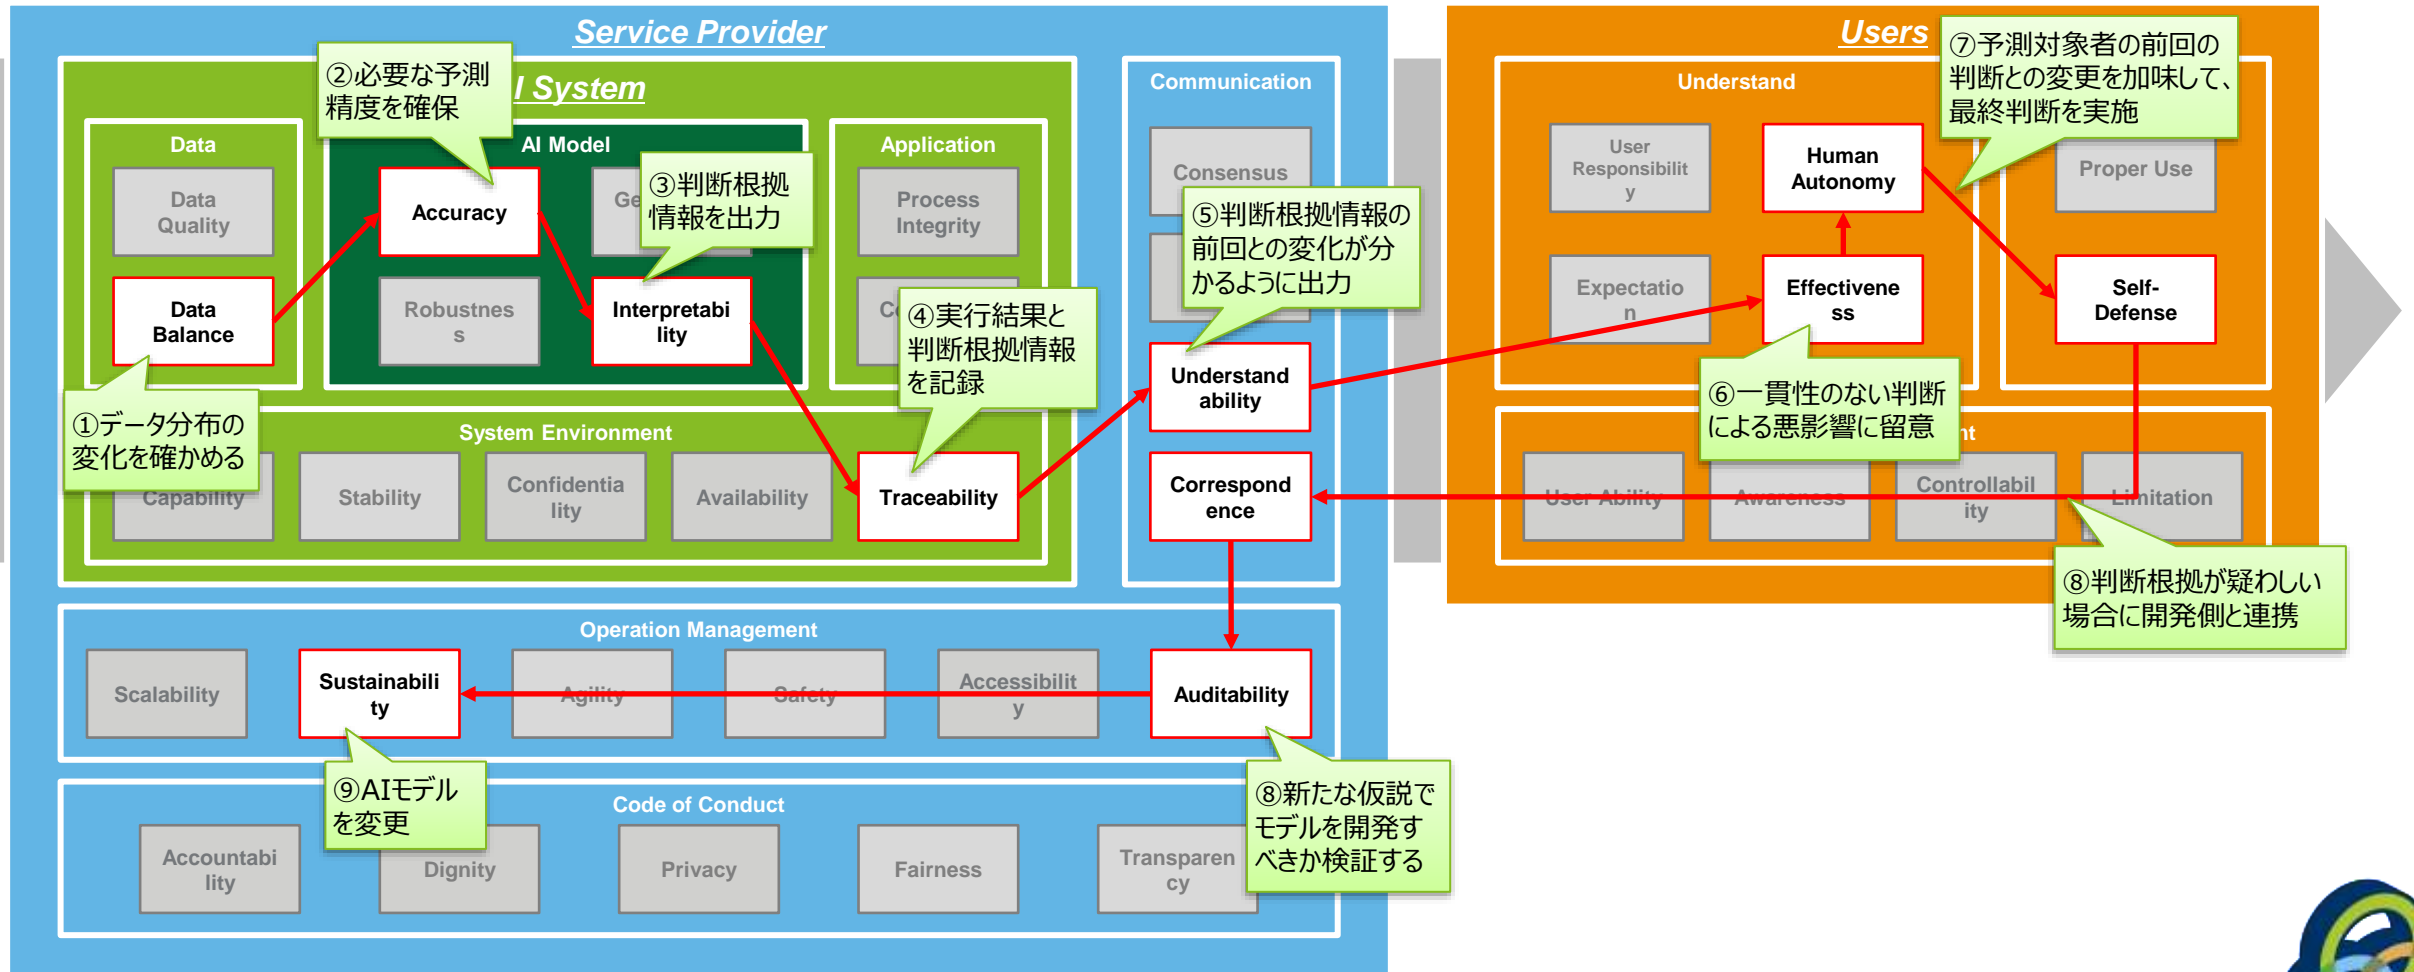 Service Provider
I System
Data
Data
Quality
Data
Balance
①データ分布の
変化を確かめる
②必要な予測
精度を確保
AI Model
Accuracy
Ge
Robustnes
s
Interpretabi
lity
③判断根拠
情報を出力
Application
Process
Integrity
Co
④実行結果と
判断根拠情報
を記録
System Environment
Capability
Stability
Confidentia
lity
Availability
Traceability
Communication
Consensus
⑤判断根拠情報の
前回との変化が分
かるように出力
Understand
ability
Correspond
ence
Operation Management
Scalability
Sustainabili
ty
Agility
Safety
Accessibilit
y
Auditability
⑨AIモデル
を変更
⑧新たな仮説で
モデルを開発す
べきか検証する
Code of Conduct
Accountabi
lity
Dignity
Privacy
Fairness
Transparen
cy
Users
Understand
User
Responsibilit
y
Human
Autonomy
Expectatio
n
Effectivene
ss
⑥一貫性のない判断
による悪影響に留意
⑦予測対象者の前回の
判断との変更を加味して、
最終判断を実施
Proper Use
Self-
Defense
nt
User Ability
Awareness
Controllabil
ity
Limitation
⑧判断根拠が疑わしい
場合に開発側と連携